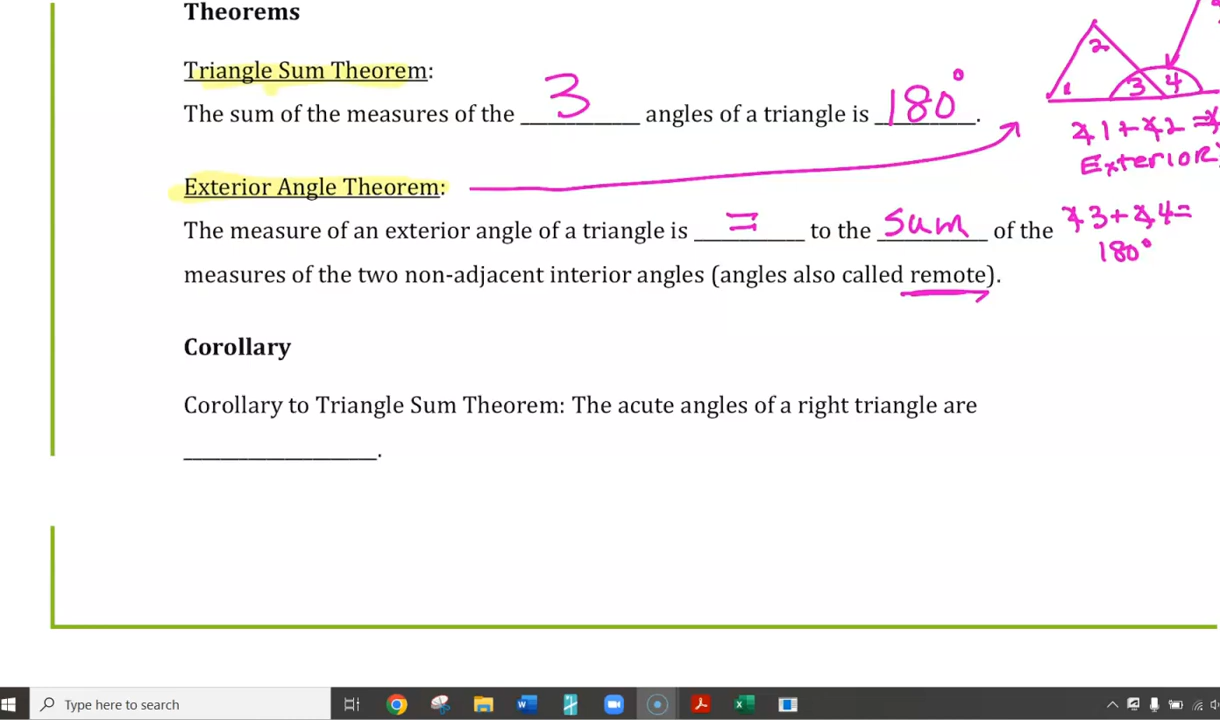 Theorems
Triangle Sum Theorem:
The sum of the measures of the 3 angles of a triangle is 180°.
Exterior Angle Theorem:
The measure of an exterior angle of a triangle is = to the sum of the
measures of the two non-adjacent interior angles (angles also called remote).
Corollary
Corollary to Triangle Sum Theorem: The acute angles of a right triangle are
____________________.
2
1 3 4
∡1+∡2=∡
Exterior
∡3+∡4=
180°
Type here to search